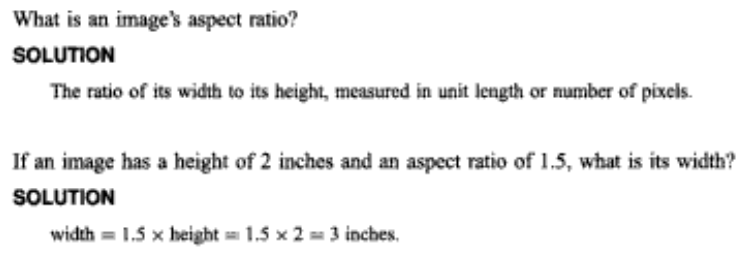 What is an image's aspect ratio?
SOLUTION
The ratio of its width to its height, measured in unit length or number of pixels.
If an image has a height of 2 inches and an aspect ratio of 1.5, what is its width?
SOLUTION
width = 1.5 × height = 1.5 × 2 = 3 inches.